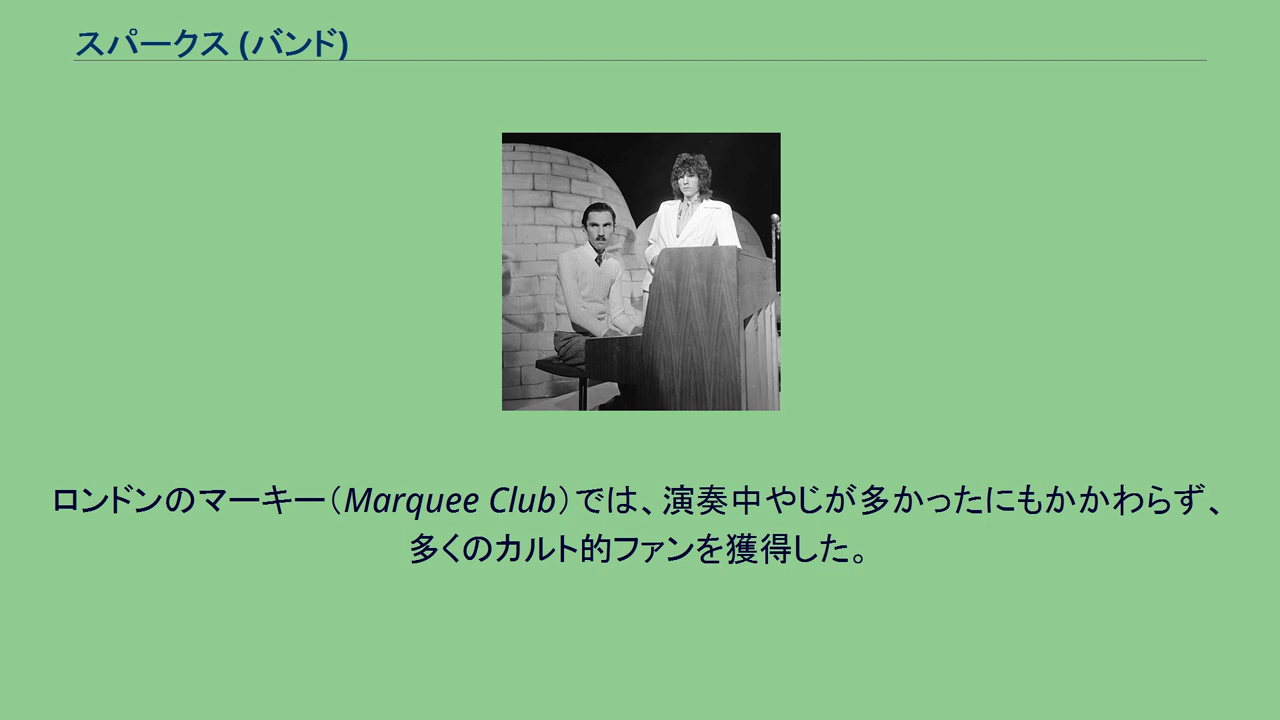 スパークス (バンド)
ロンドンのマーキー（Marquee Club）では、演奏中やじが多かったにもかかわらず、
多くのカルト的ファンを獲得した。